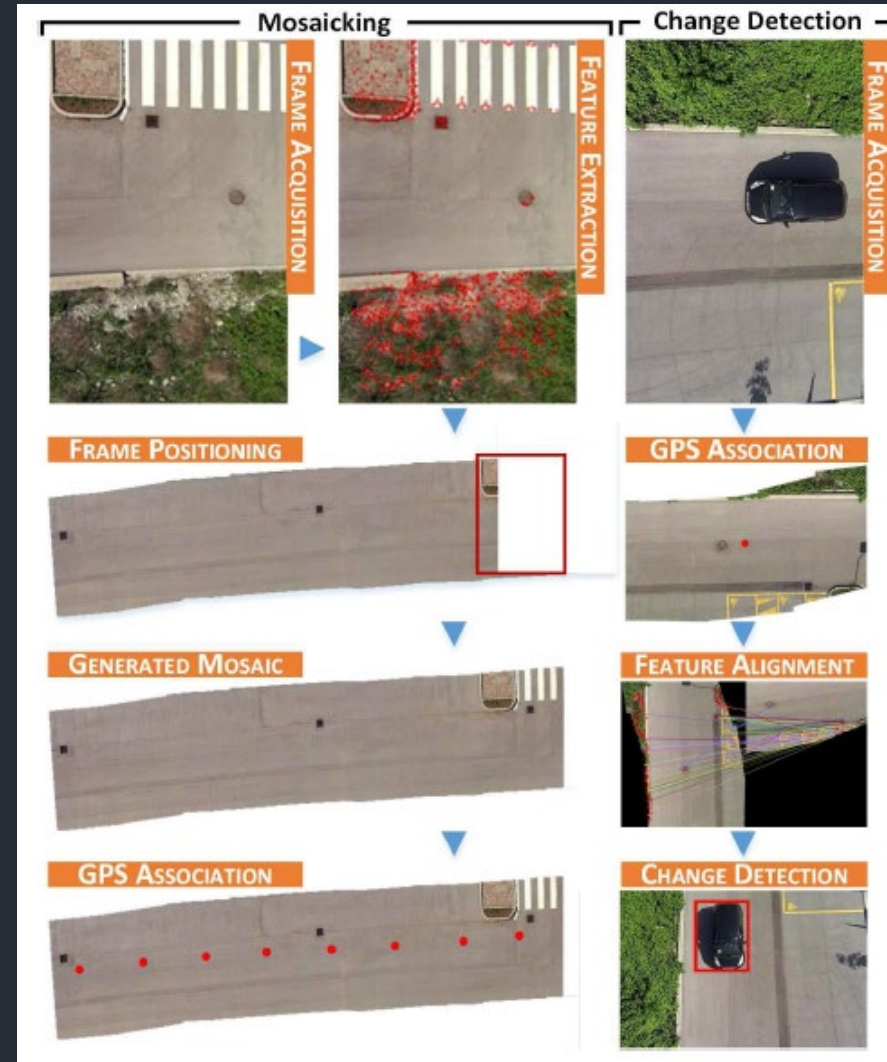 Mosaicking
Change Detection
FRAME ACQUISITION
FEATURE EXTRACTION
FRAME ACQUISITION
FRAME POSITIONING
GPS ASSOCIATION
GENERATED MOSAIC
FEATURE ALIGNMENT
GPS ASSOCIATION
CHANGE DETECTION